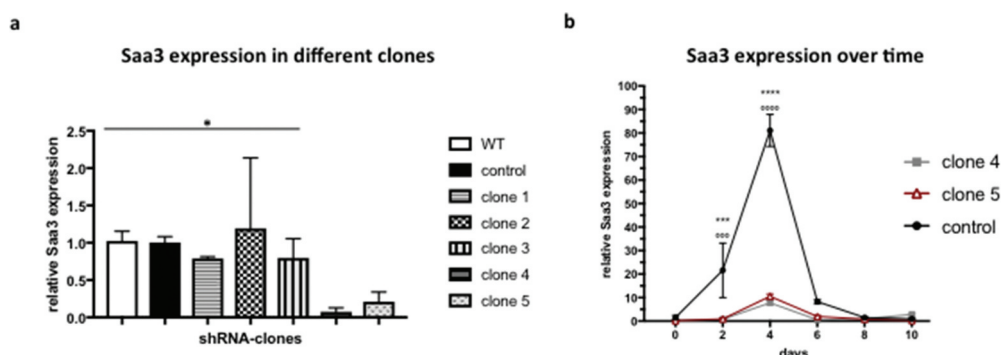 a
Saa3 expression in different clones
relative Saa3 expression
2.5
2.0
1.5
1.0
0.5
0.0
*
shRNA-clones
WT
control
clone 1
clone 2
clone 3
clone 4
clone 5
b
Saa3 expression over time
relative Saa3 expression
100
90
80
70
60
50
40
30
20
10
0
***
°°°
****
°°°°
0 2 4 6 8 10
days
clone 4
clone 5
control